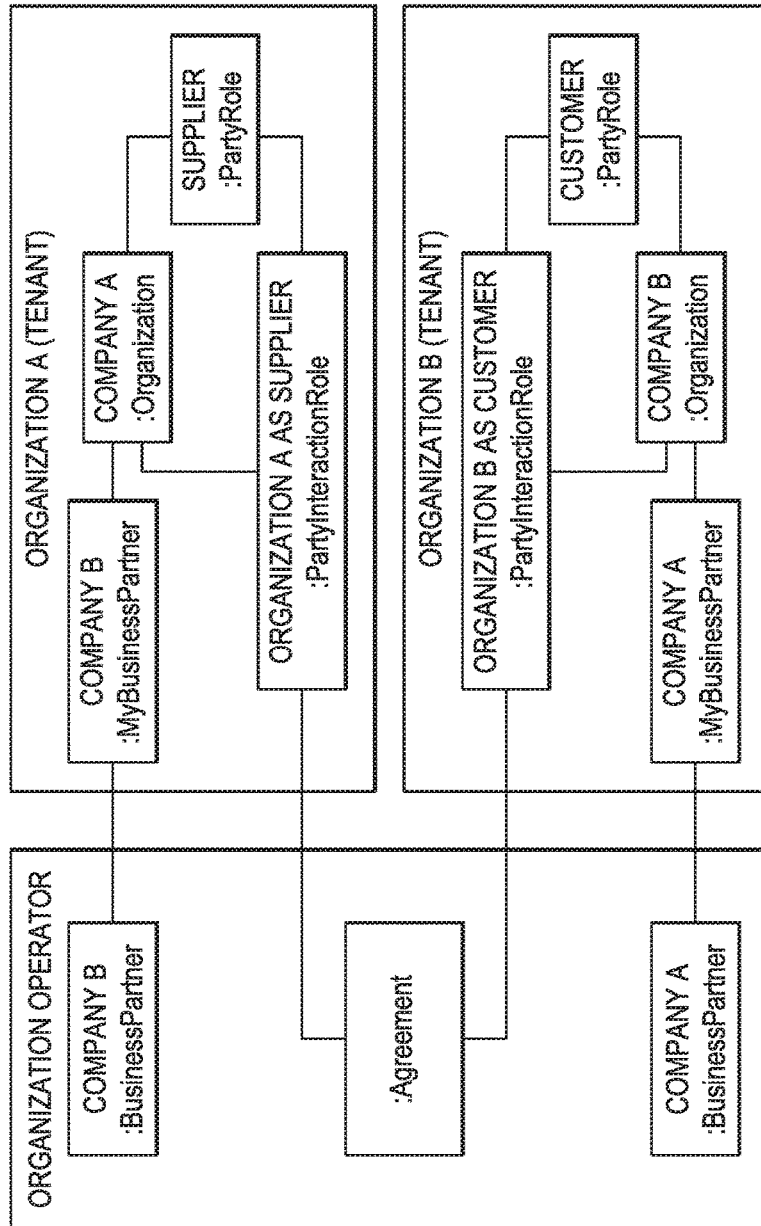 ORGANIZATION OPERATOR
COMPANY B
:BusinessPartner
:Agreement
COMPANY A
:BusinessPartner
ORGANIZATION A (TENANT)
COMPANY B
:MyBusinessPartner
COMPANY A
:Organization
SUPPLIER
:PartyRole
ORGANIZATION A AS SUPPLIER
:PartyInteractionRole
ORGANIZATION B (TENANT)
ORGANIZATION B AS CUSTOMER
:PartyInteractionRole
CUSTOMER
:PartyRole
COMPANY A
:MyBusinessPartner
COMPANY B
:Organization